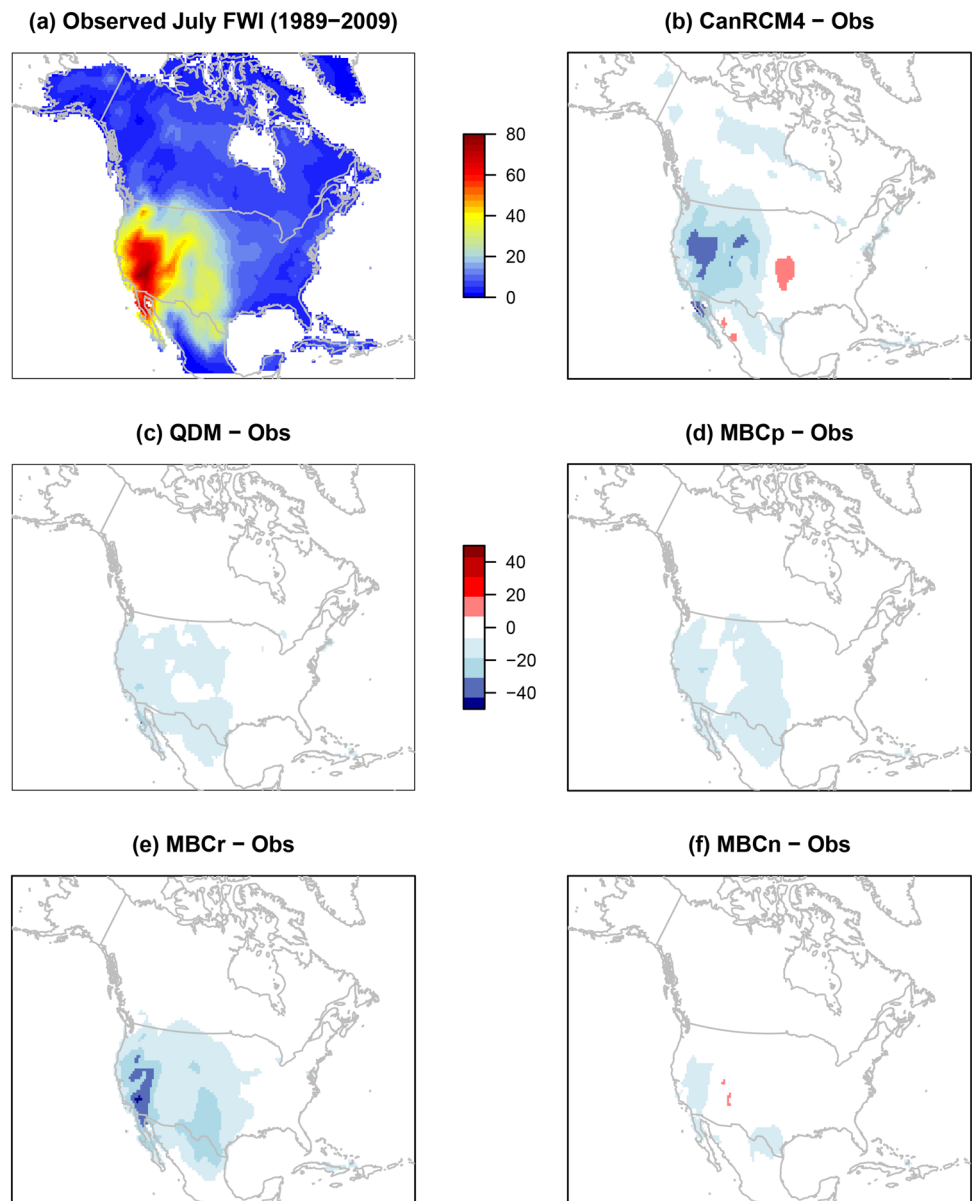 (a) Observed July FWI (1989−2009)
(b) CanRCM4 − Obs
80
60
40
20
0
(c) QDM − Obs
(d) MBCp − Obs
40
20
0
−20
−40
(e) MBCr − Obs
(f) MBCn − Obs